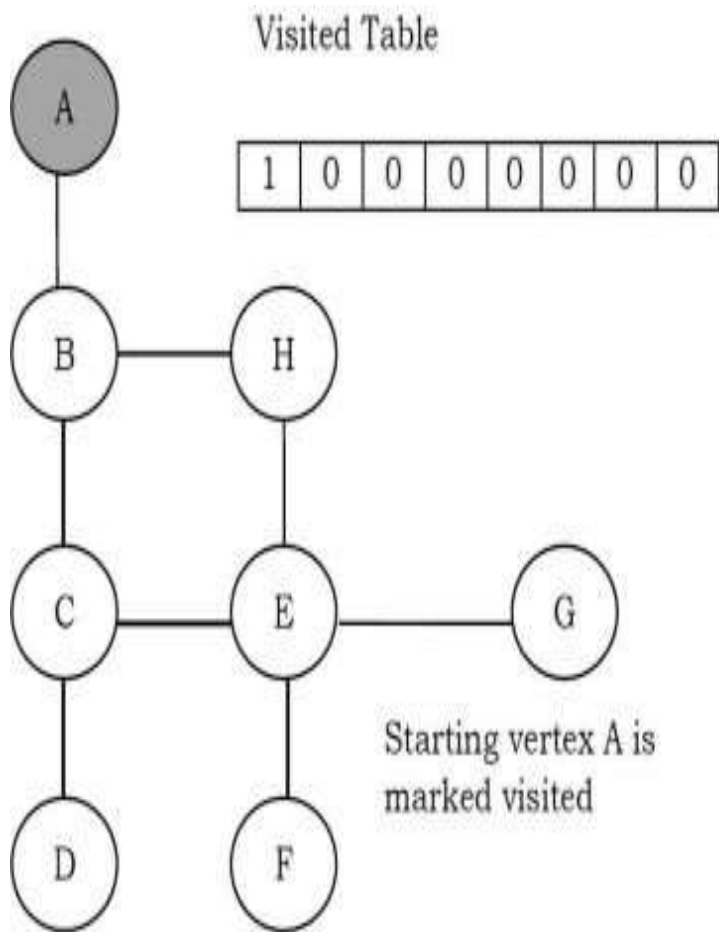 Visited Table
A
1 0 0 0 0 0 0 0
B H
C E G
Starting vertex A is
marked visited
D F